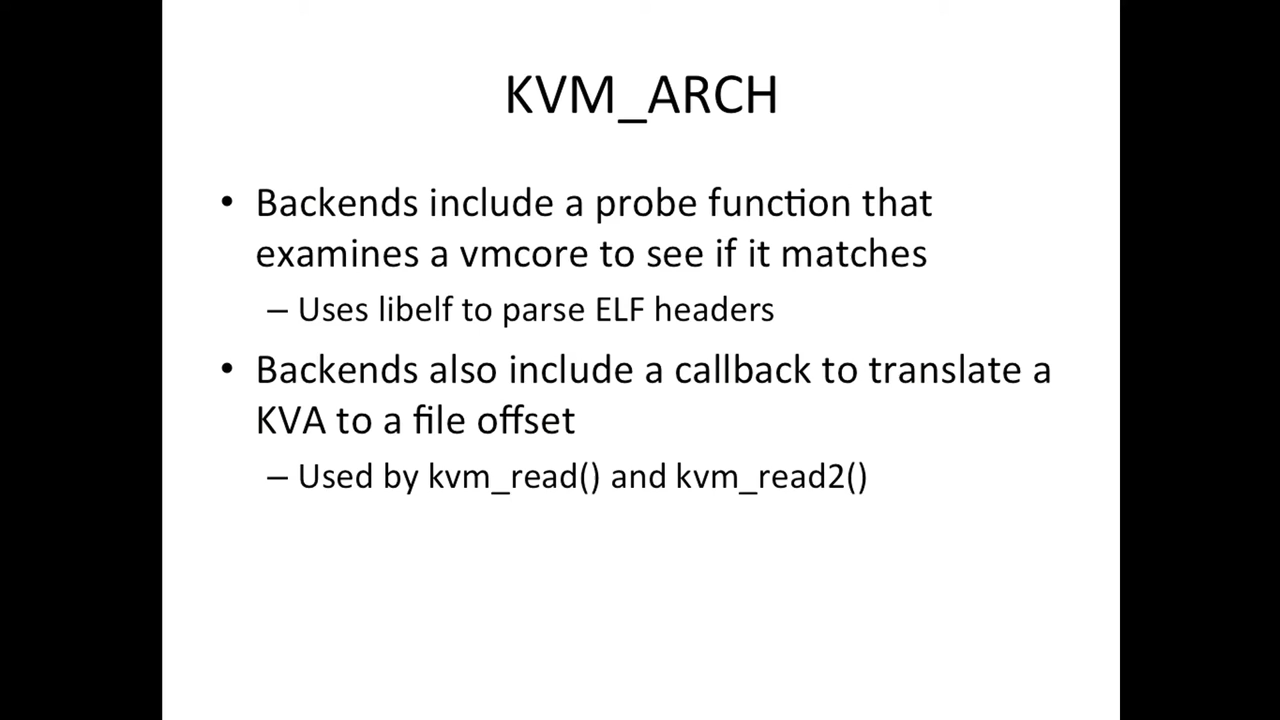 KVM_ARCH
• Backends include a probe function that
examines a vmcore to see if it matches
– Uses libelf to parse ELF headers
• Backends also include a callback to translate a
KVA to a file offset
– Used by kvm_read() and kvm_read2()